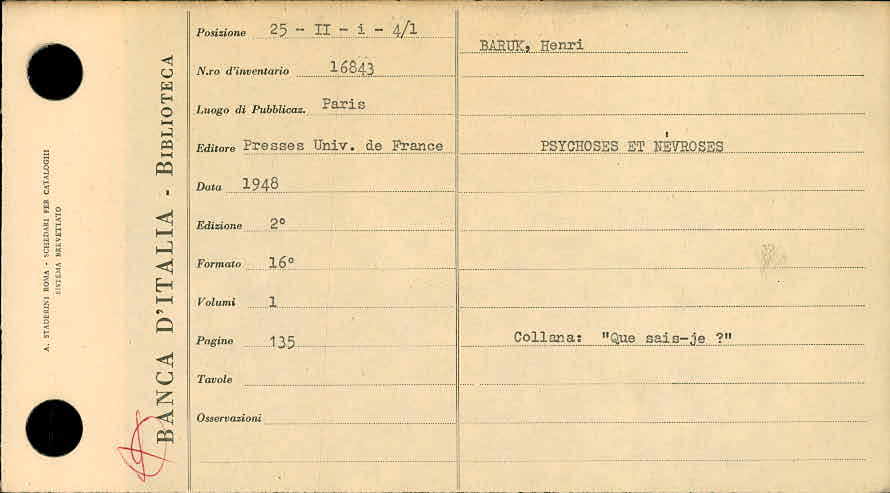 A. STADERINI ROMA - SCHEDARI PER CATALOGHI
SISTEMA BREVETTATO
BANCA D'ITALIA - BIBLIOTECA
Posizione 25 - II - i - 4/1
N.ro d'inventario 16843
Luogo di Pubblicaz. Paris
Editore Presses Univ. de France
Data 1948
Edizione 2°
Formato 16°
Volumi 1
Pagine 135
Tavole
Osservazioni
BARUK, Henri
PSYCHOSES ET NÉVROSES
Collana: "Que sais-je ?"